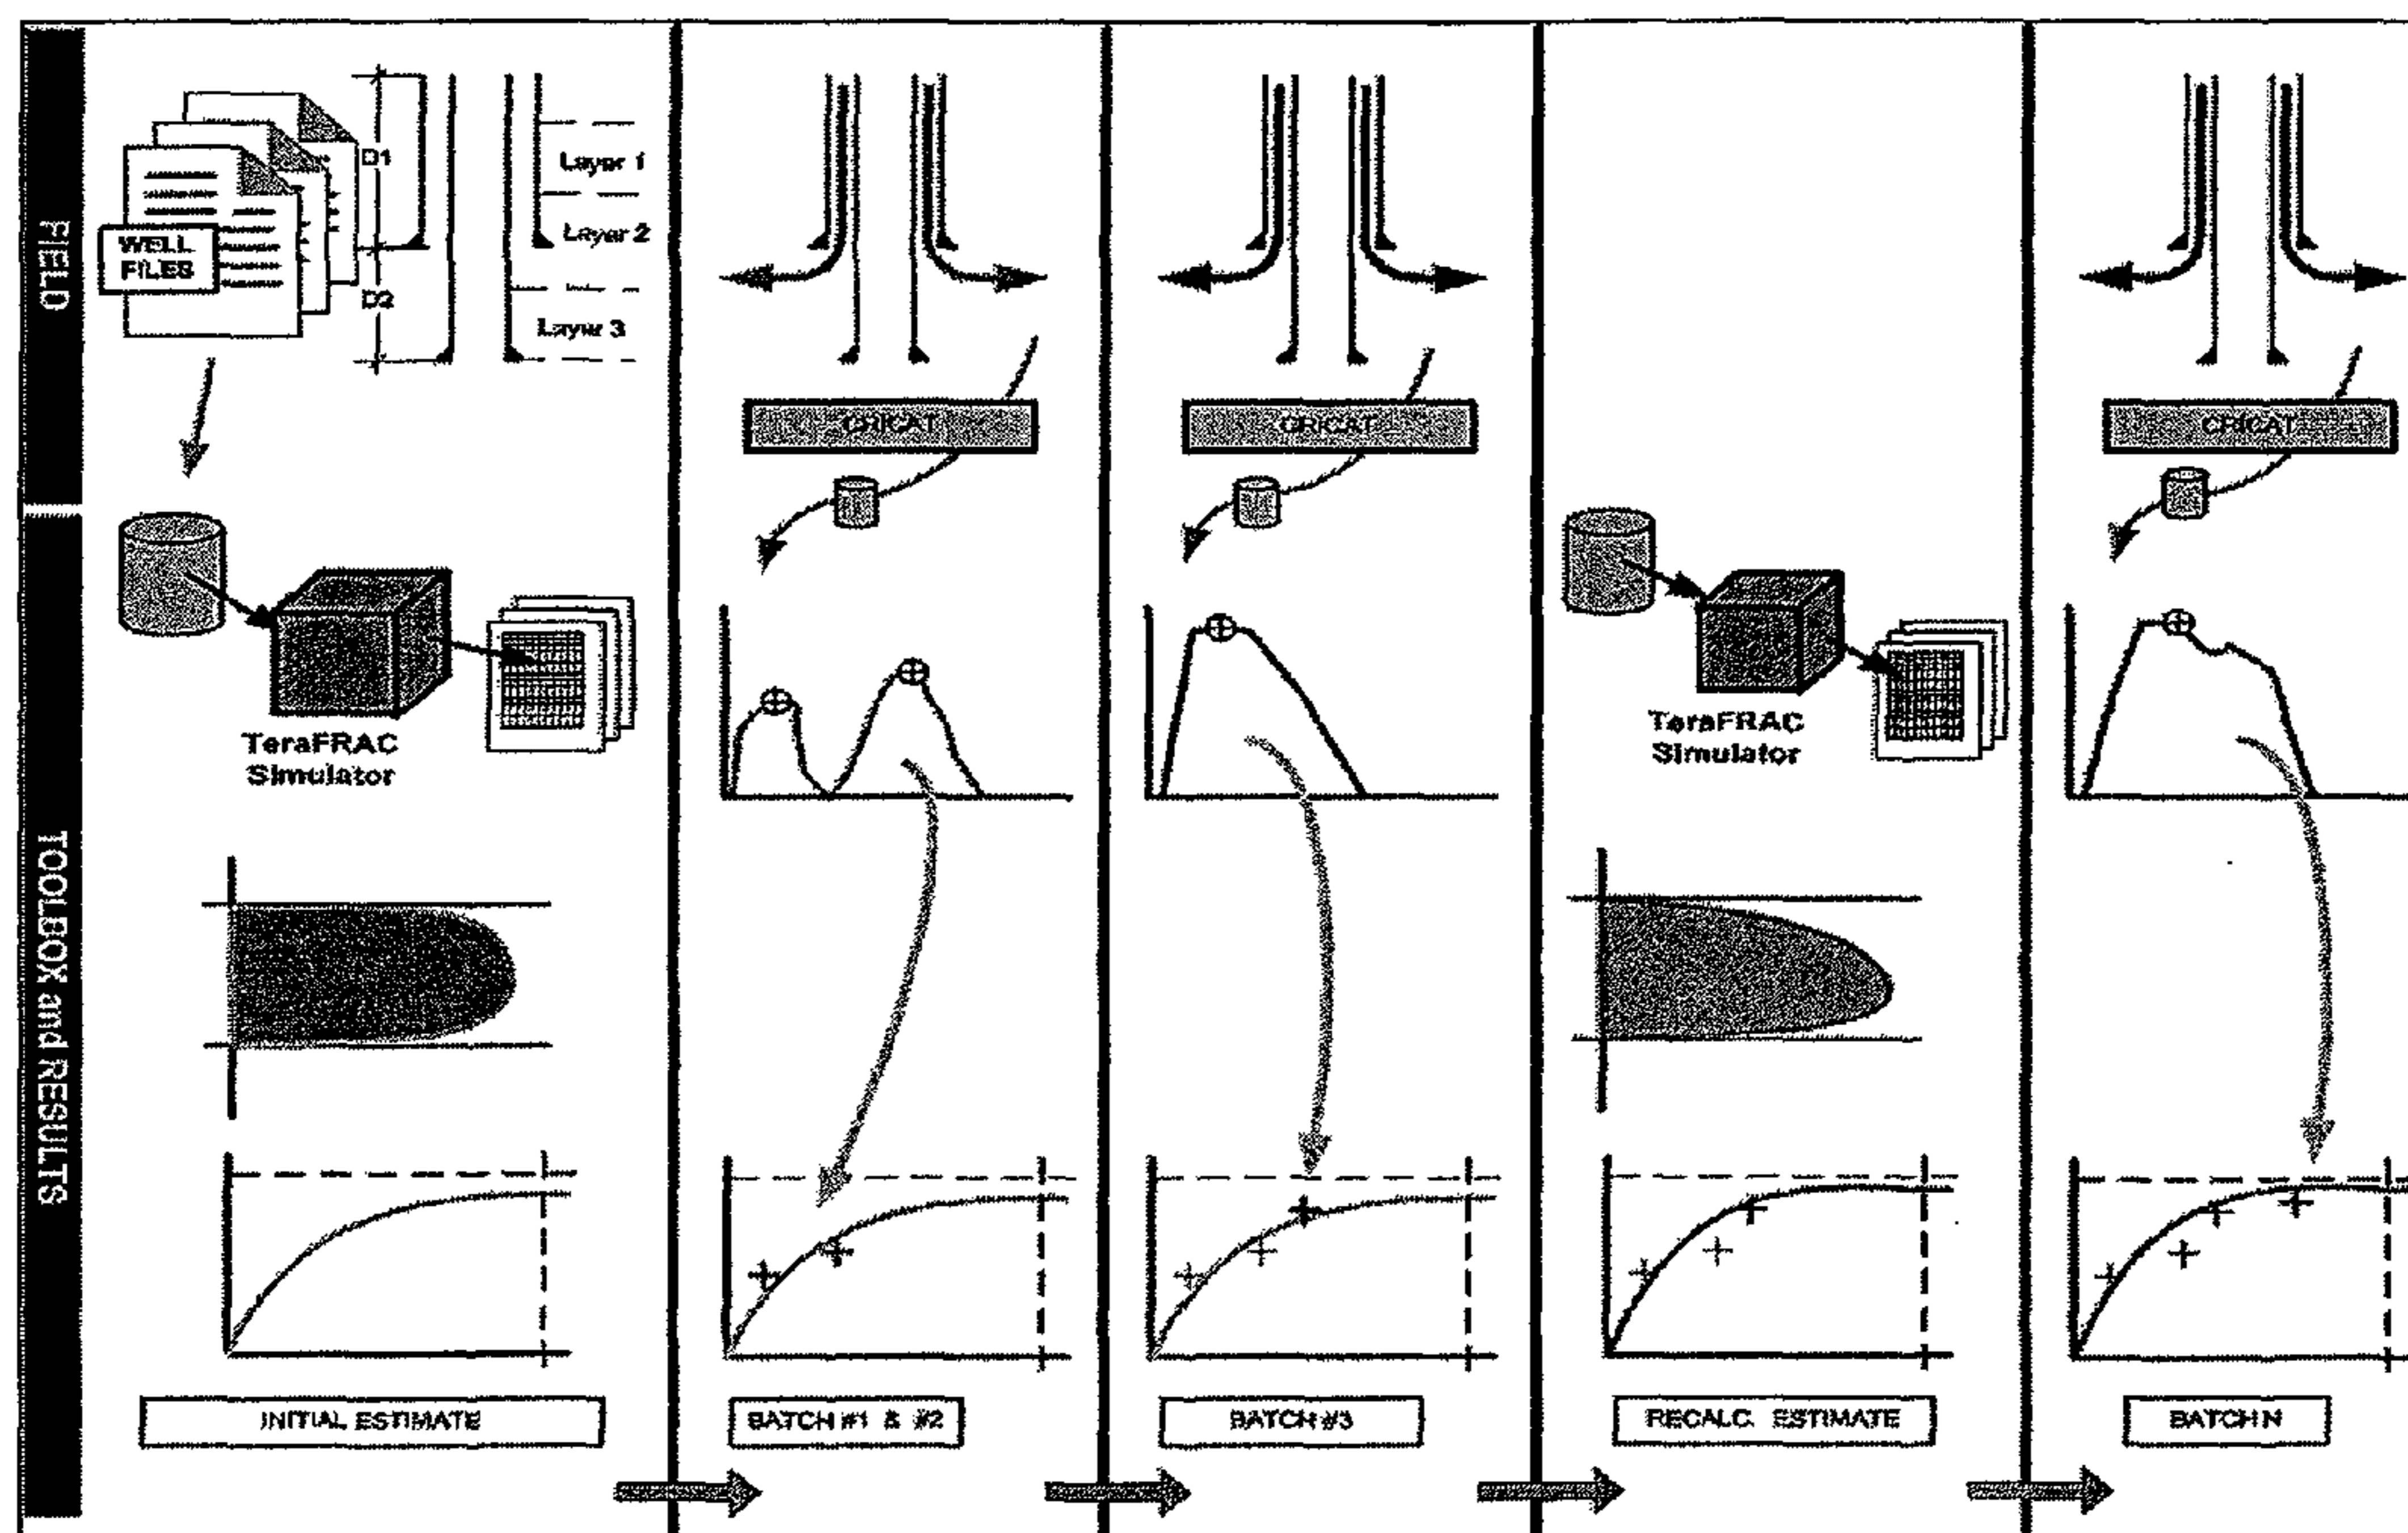 FIELD
WELL
FILES
D1
D2
Layer 1
Layer 2
Layer 3
CRICAT
CRICAT
CRICAT
TOOLBOX and RESULTS
TeraFRAC
Simulator
TeraFRAC
Simulator
INITIAL ESTIMATE
BATCH #1 & #2
BATCH #3
RECALC. ESTIMATE
BATCH N